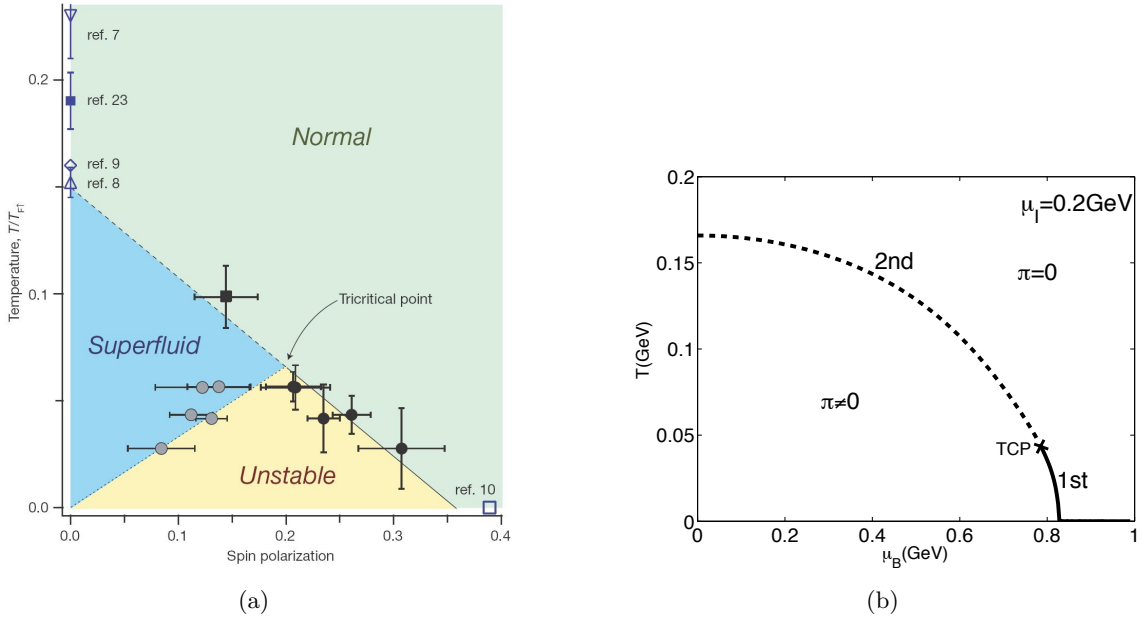 ref. 7
0.2
ref. 23
Normal
ref. 9
ref. 8
Temperature, T/T_F↑
0.1
Tricritical point
Superfluid
Unstable
ref. 10
0.0
0.0 0.1 0.2 0.3 0.4
Spin polarization
(a)
0.2
μ_I=0.2GeV
2nd
0.15
π=0
T(GeV)
0.1
π≠0
0.05
TCP
1st
0
0 0.2 0.4 0.6 0.8 1
μ_B(GeV)
(b)